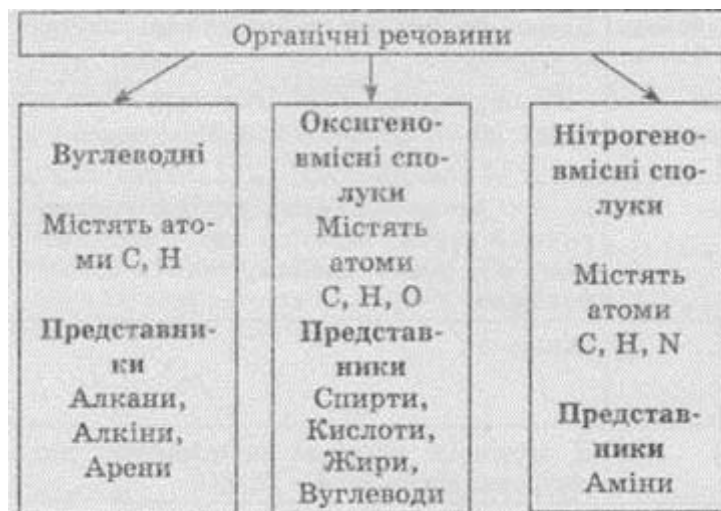 Органічні речовини
Вуглеводні
Містять ато-
ми С, Н
Представни-
ки
Алкани,
Алкіни,
Арени
Оксигено-
вмісні спо-
луки
Містять
атоми
С, Н, О
Представ-
ники
Спирти,
Кислоти,
Жири,
Вуглеводи
Нітрогено-
вмісні спо-
луки
Містять
атоми
С, Н, N
Представ-
ники
Аміни